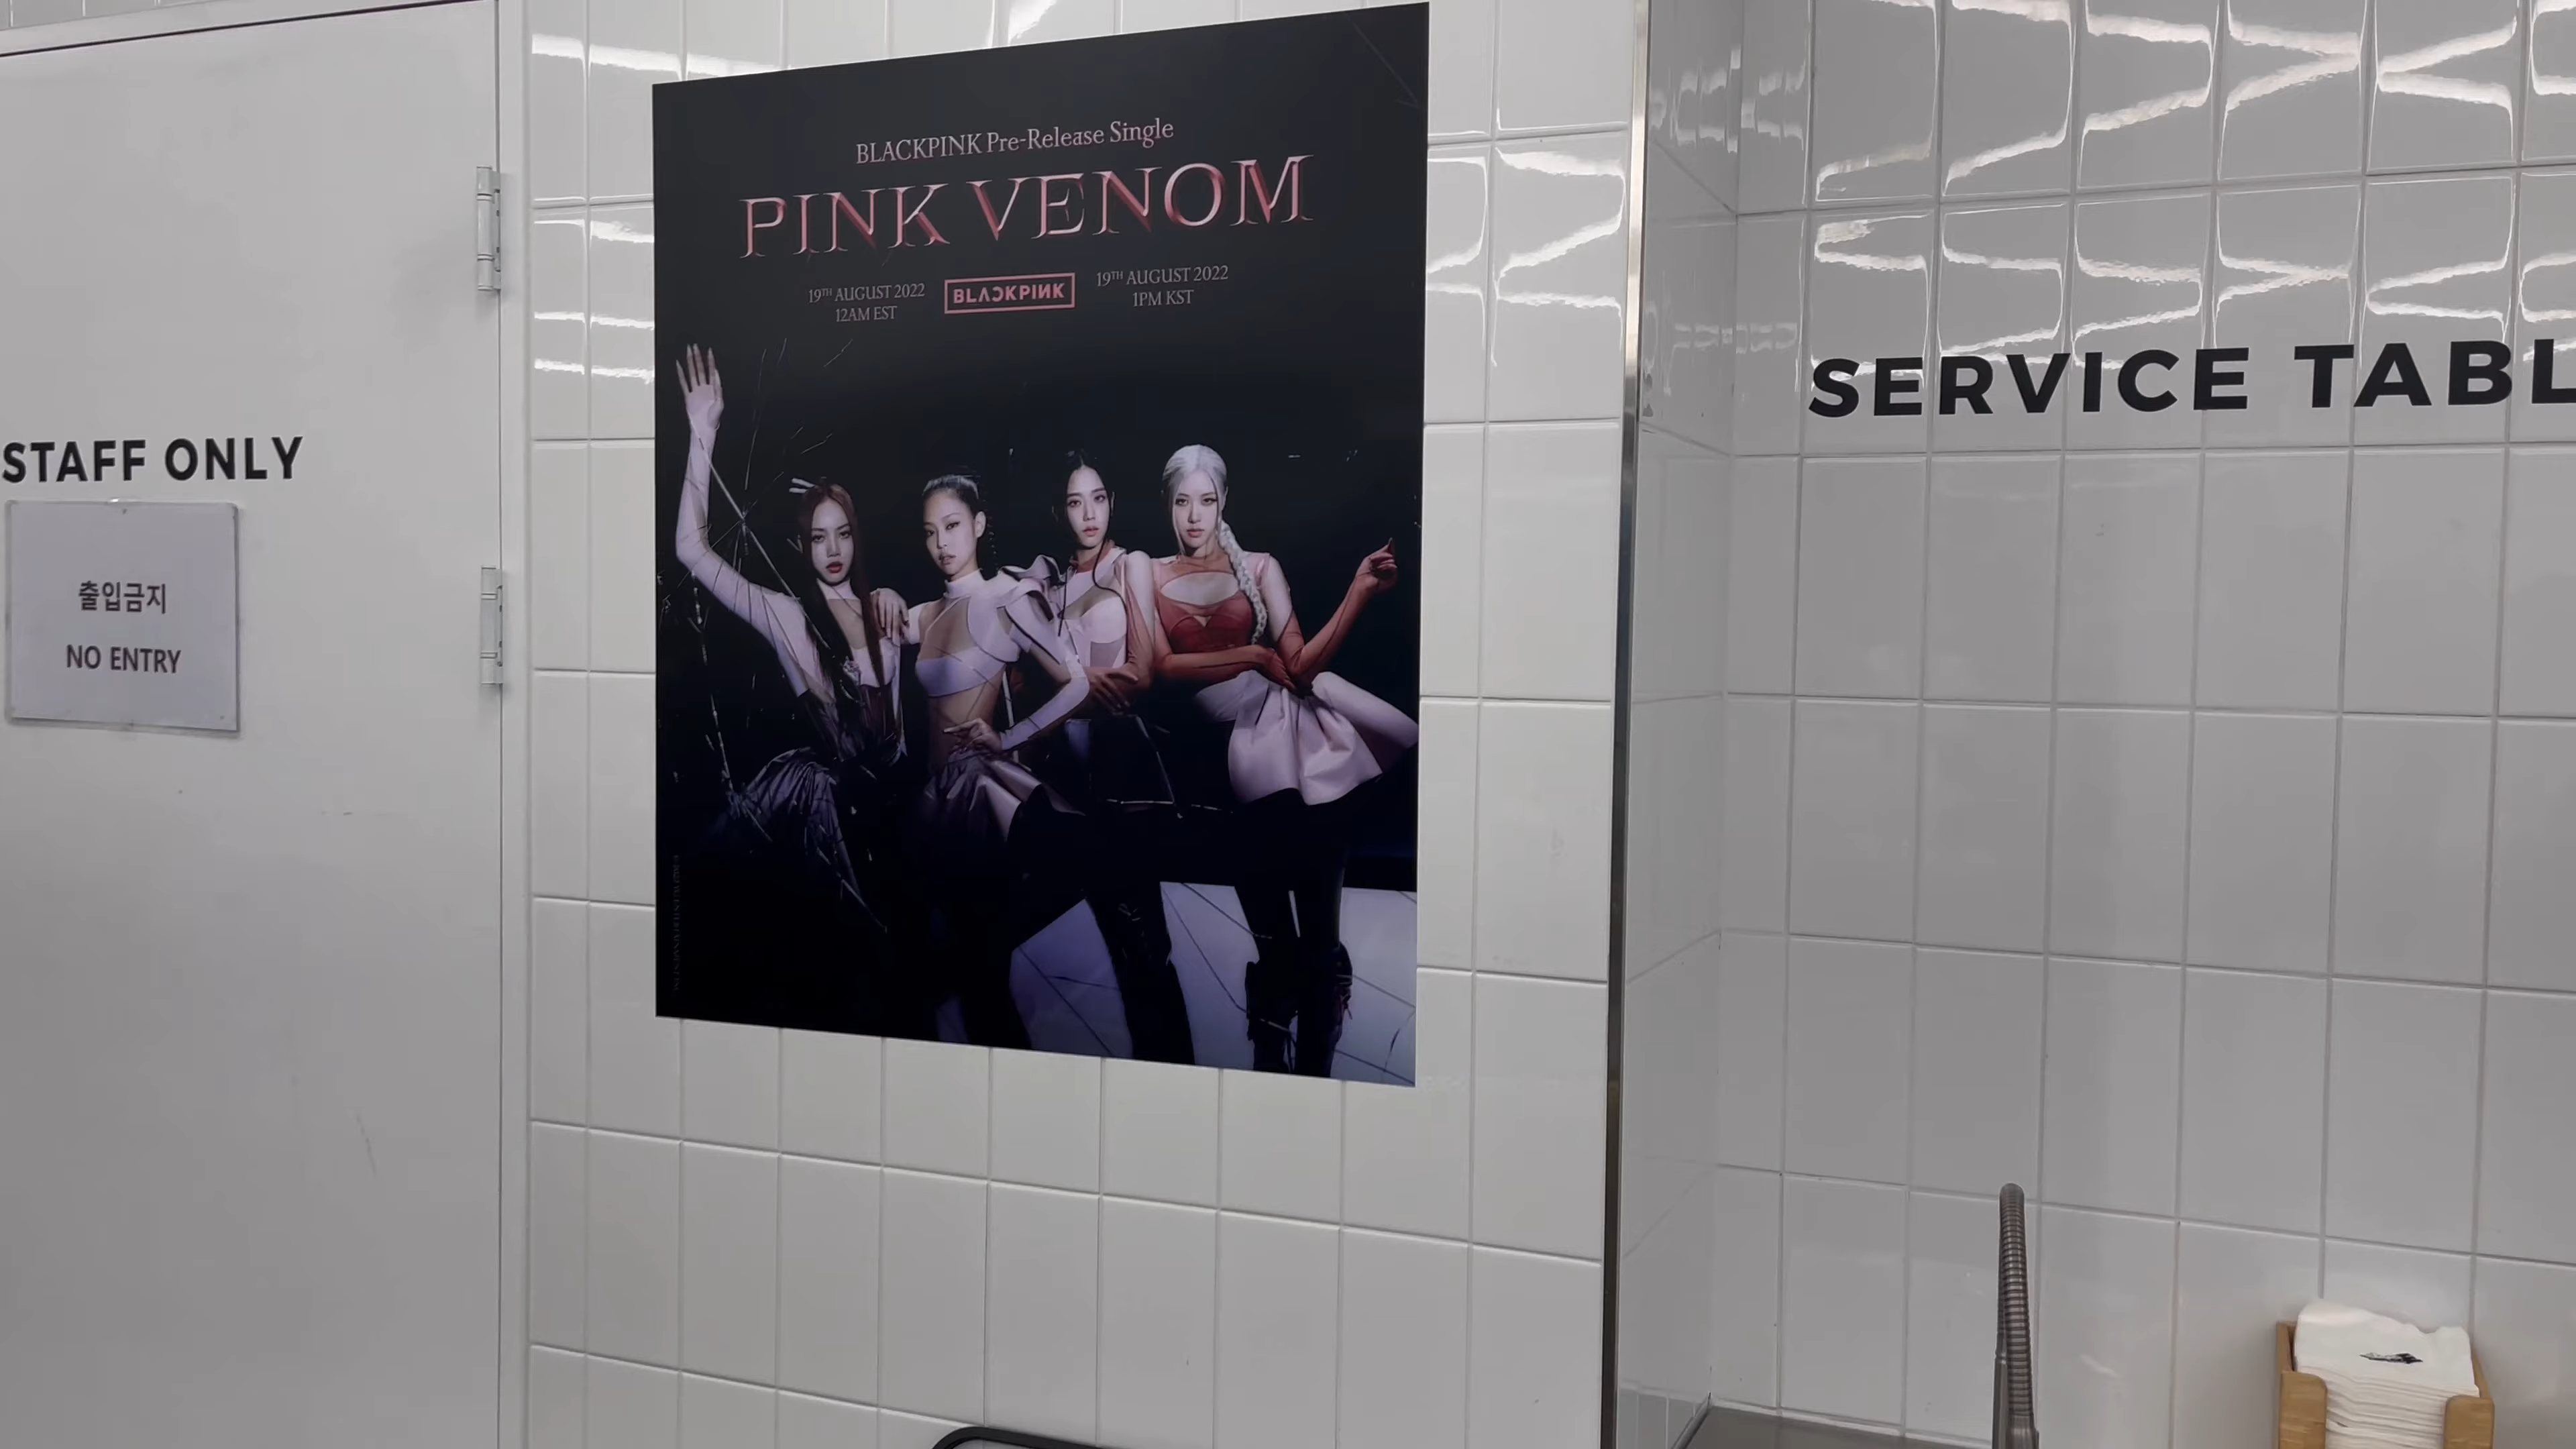 STAFF ONLY
출입금지
NO ENTRY
BLACKPINK Pre-Release Single
PINK VENOM
19TH AUGUST 2022
12AM EST
BLACKPINK
19TH AUGUST 2022
1PM KST
SERVICE TABL